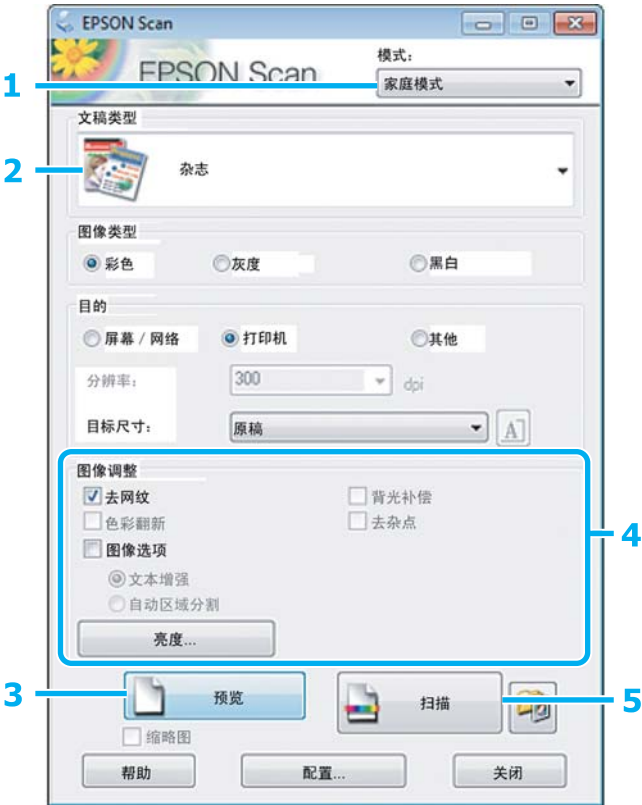 EPSON Scan
EPSON Scan
模式：
1
家庭模式
文稿类型
2
杂志
图像类型
彩色 灰度 黑白
目的
屏幕 / 网络 打印机 其他
分辨率： 300 dpi
目标尺寸： 原稿 A
图像调整
去网纹 背光补偿
4
色彩翻新 去杂点
图像选项
文本增强
自动区域分割
亮度...
3 预览 扫描 5
缩略图
帮助 配置... 关闭